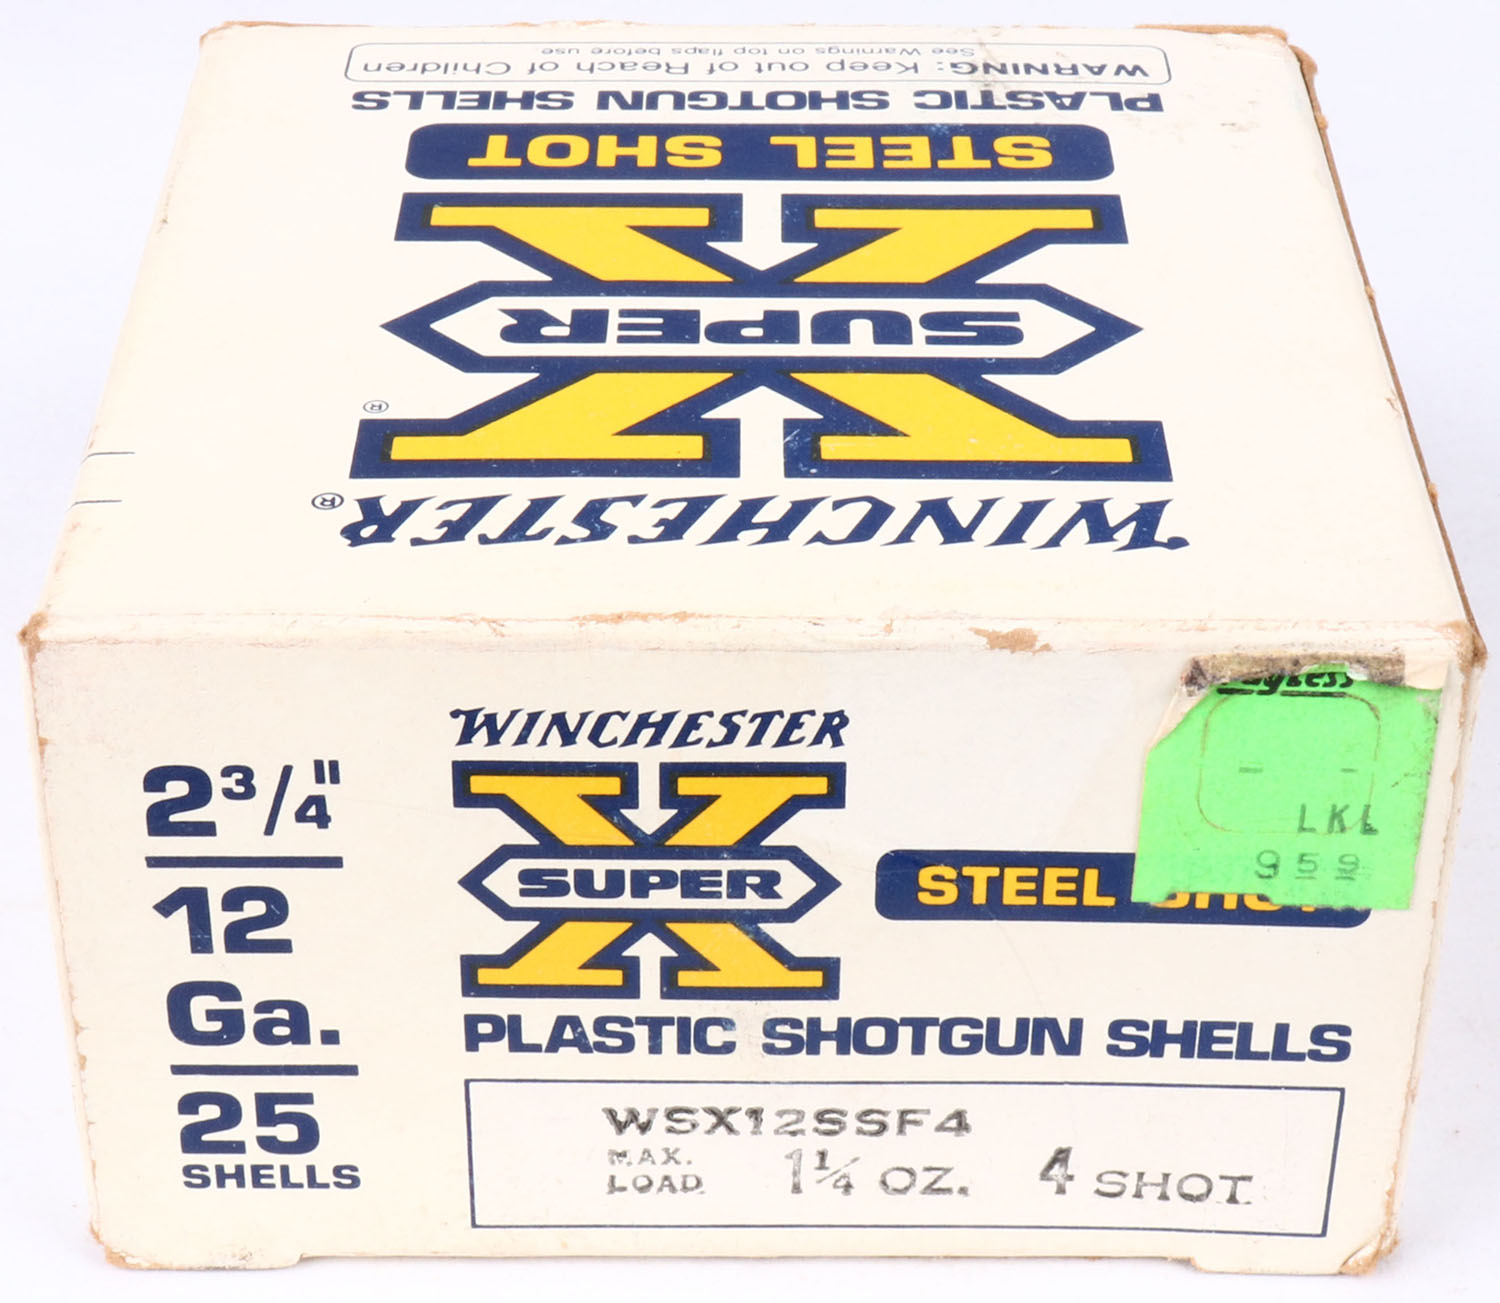 WARNING: Keep out of Reach of Children
See Warnings on top flaps before use
PLASTIC SHOTGUN SHELLS
STEEL SHOT
SUPER X
®
WINCHESTER®
2 3/4"
12
Ga.
25
SHELLS
WINCHESTER
SUPER X
STEEL SHOT
PLASTIC SHOTGUN SHELLS
WSX12SSF4
MAX. LOAD 1¼ OZ. 4 SHOT
LKL
959